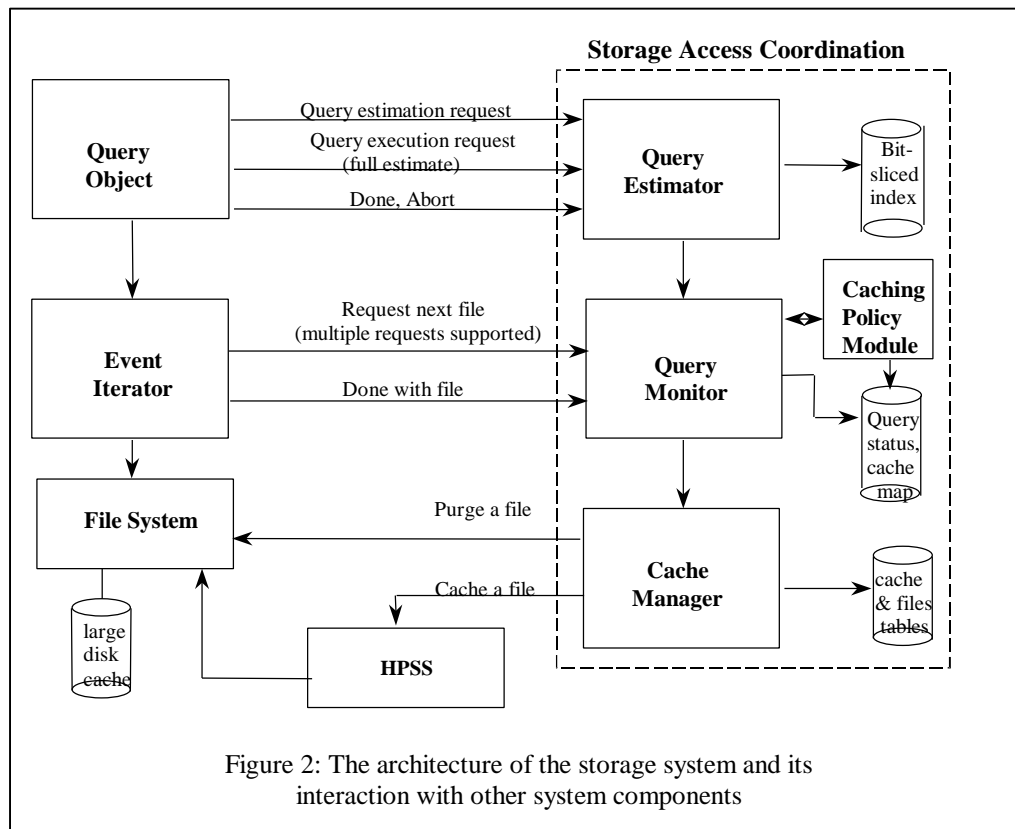 Storage Access Coordination
Query
Object
Query estimation request
Query execution request
(full estimate)
Done, Abort
Query
Estimator
Bit-
sliced
index
Event
Iterator
Request next file
(multiple requests supported)
Done with file
Query
Monitor
Caching
Policy
Module
Query
status,
cache
map
File System
Purge a file
Cache a file
Cache
Manager
cache
& files
tables
large
disk
cache
HPSS
Figure 2: The architecture of the storage system and its
interaction with other system components